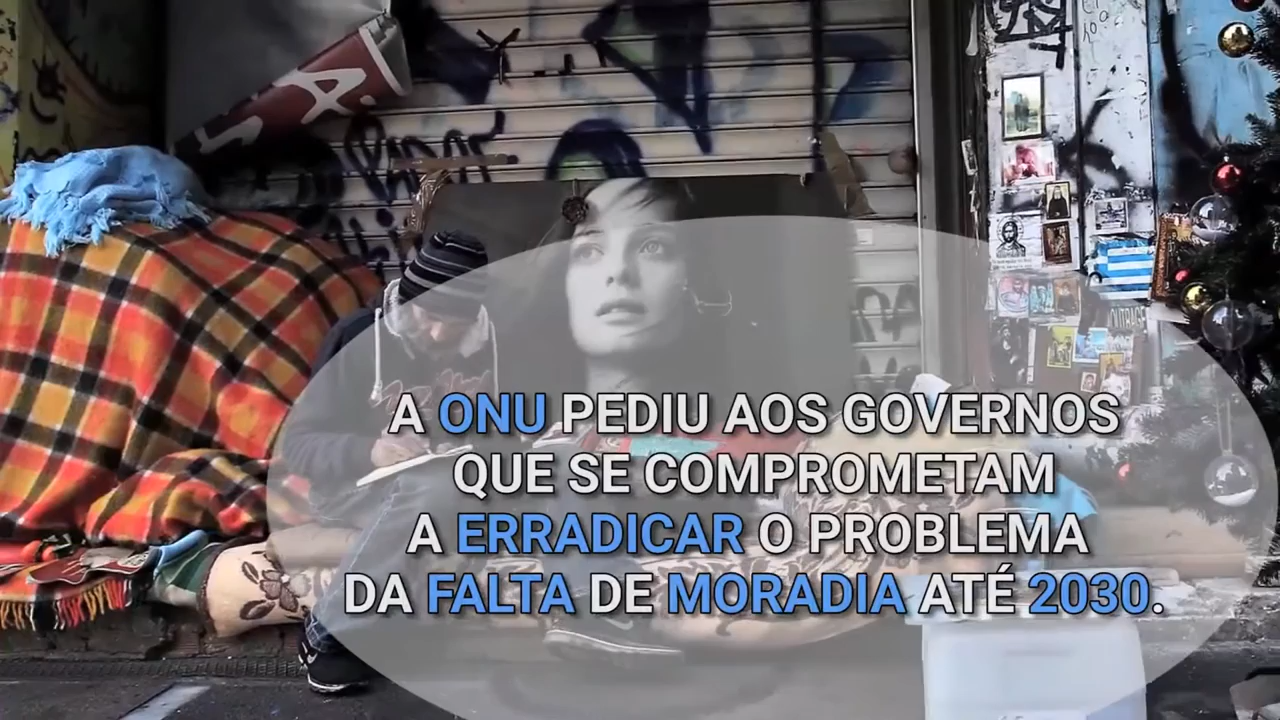 A ONU PEDIU AOS GOVERNOS
QUE SE COMPROMETAM
A ERRADICAR O PROBLEMA
DA FALTA DE MORADIA ATÉ 2030.